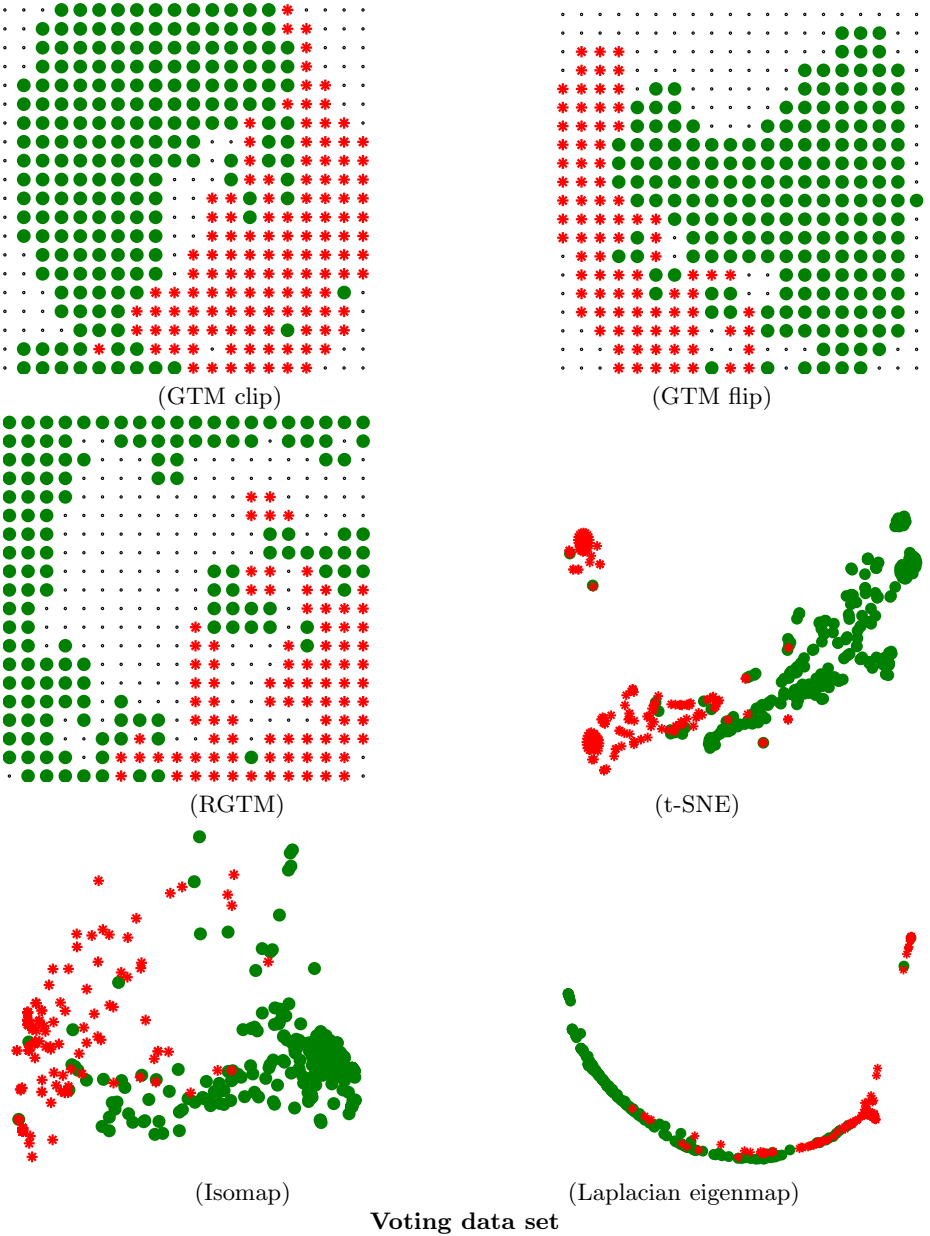 (GTM clip) (GTM flip)
(RGTM) (t-SNE)
(Isomap) (Laplacian eigenmap)
Voting data set